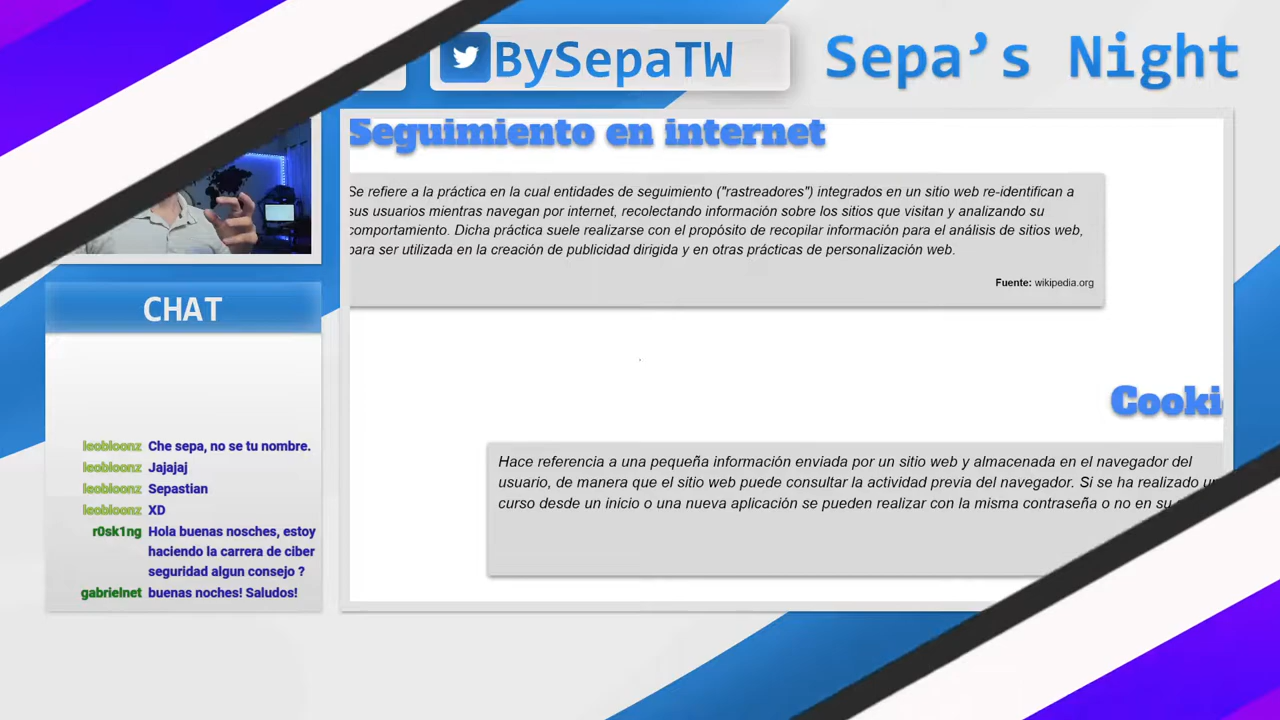 BySepaTW
Sepa's Night
Seguimiento en internet
Se refiere a la práctica en la cual entidades de seguimiento ("rastreadores") integrados en un sitio web re-identifican a
sus usuarios mientras navegan por internet, recolectando información sobre los sitios que visitan y analizando su
comportamiento. Dicha práctica suele realizarse con el propósito de recopilar información para el análisis de sitios web,
para ser utilizada en la creación de publicidad dirigida y en otras prácticas de personalización web.
Fuente: wikipedia.org
Cooki
Hace referencia a una pequeña información enviada por un sitio web y almacenada en el navegador del
usuario, de manera que el sitio web puede consultar la actividad previa del navegador. Si se ha realizado
curso desde un inicio o una nueva aplicación se pueden realizar con la misma contraseña o no en su
CHAT
leobloonz Che sepa, no se tu nombre.
leobloonz Jajajaj
leobloonz Sepastian
leobloonz XD
r0sk1ng Hola buenas nosches, estoy
haciendo la carrera de ciber
seguridad algun consejo ?
gabrielnet buenas noches! Saludos!